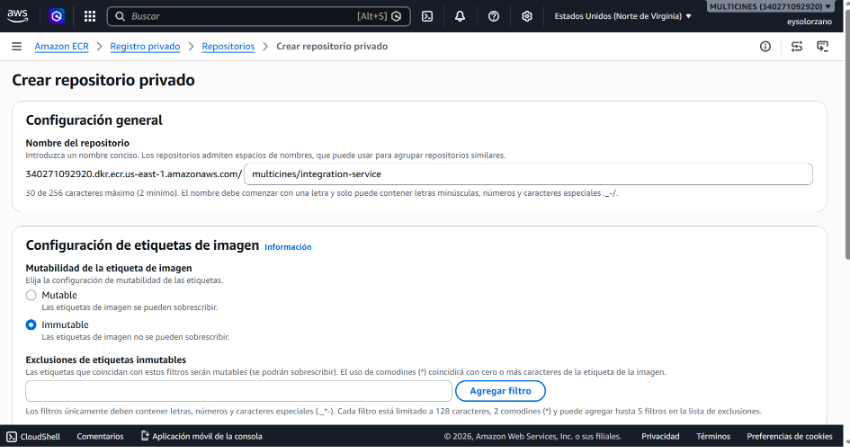 aws
Buscar
[Alt+S]
Estados Unidos (Norte de Virginia) ▼
MULTICINES (340271092920) ▼
eysolorzano
Amazon ECR > Registro privado > Repositorios > Crear repositorio privado
Crear repositorio privado
Configuración general
Nombre del repositorio
Introduzca un nombre conciso. Los repositorios admiten espacios de nombres, que puede usar para agrupar repositorios similares.
340271092920.dkr.ecr.us-east-1.amazonaws.com/ multicines/integration-service
30 de 256 caracteres máximo (2 mínimo). El nombre debe comenzar con una letra y solo puede contener letras minúsculas, números y caracteres especiales ._-/.
Configuración de etiquetas de imagen Información
Mutabilidad de la etiqueta de imagen
Elija la configuración de mutabilidad de las etiquetas.
Mutable
Las etiquetas de imagen se pueden sobrescribir.
Immutable
Las etiquetas de imagen no se pueden sobrescribir.
Exclusiones de etiquetas inmutables
Las etiquetas que coincidan con estos filtros serán mutables (se podrán sobrescribir). El uso de comodines (*) coincidirá con cero o más caracteres de la etiqueta de la imagen.
Agregar filtro
Los filtros únicamente deben contener letras, números y caracteres especiales (._*-). Cada filtro está limitado a 128 caracteres, 2 comodines (*) y puede agregar hasta 5 filtros en la lista de exclusiones.
CloudShell Comentarios Aplicación móvil de la consola © 2026, Amazon Web Services, Inc. o sus filiales. Privacidad Términos Preferencias de cookies